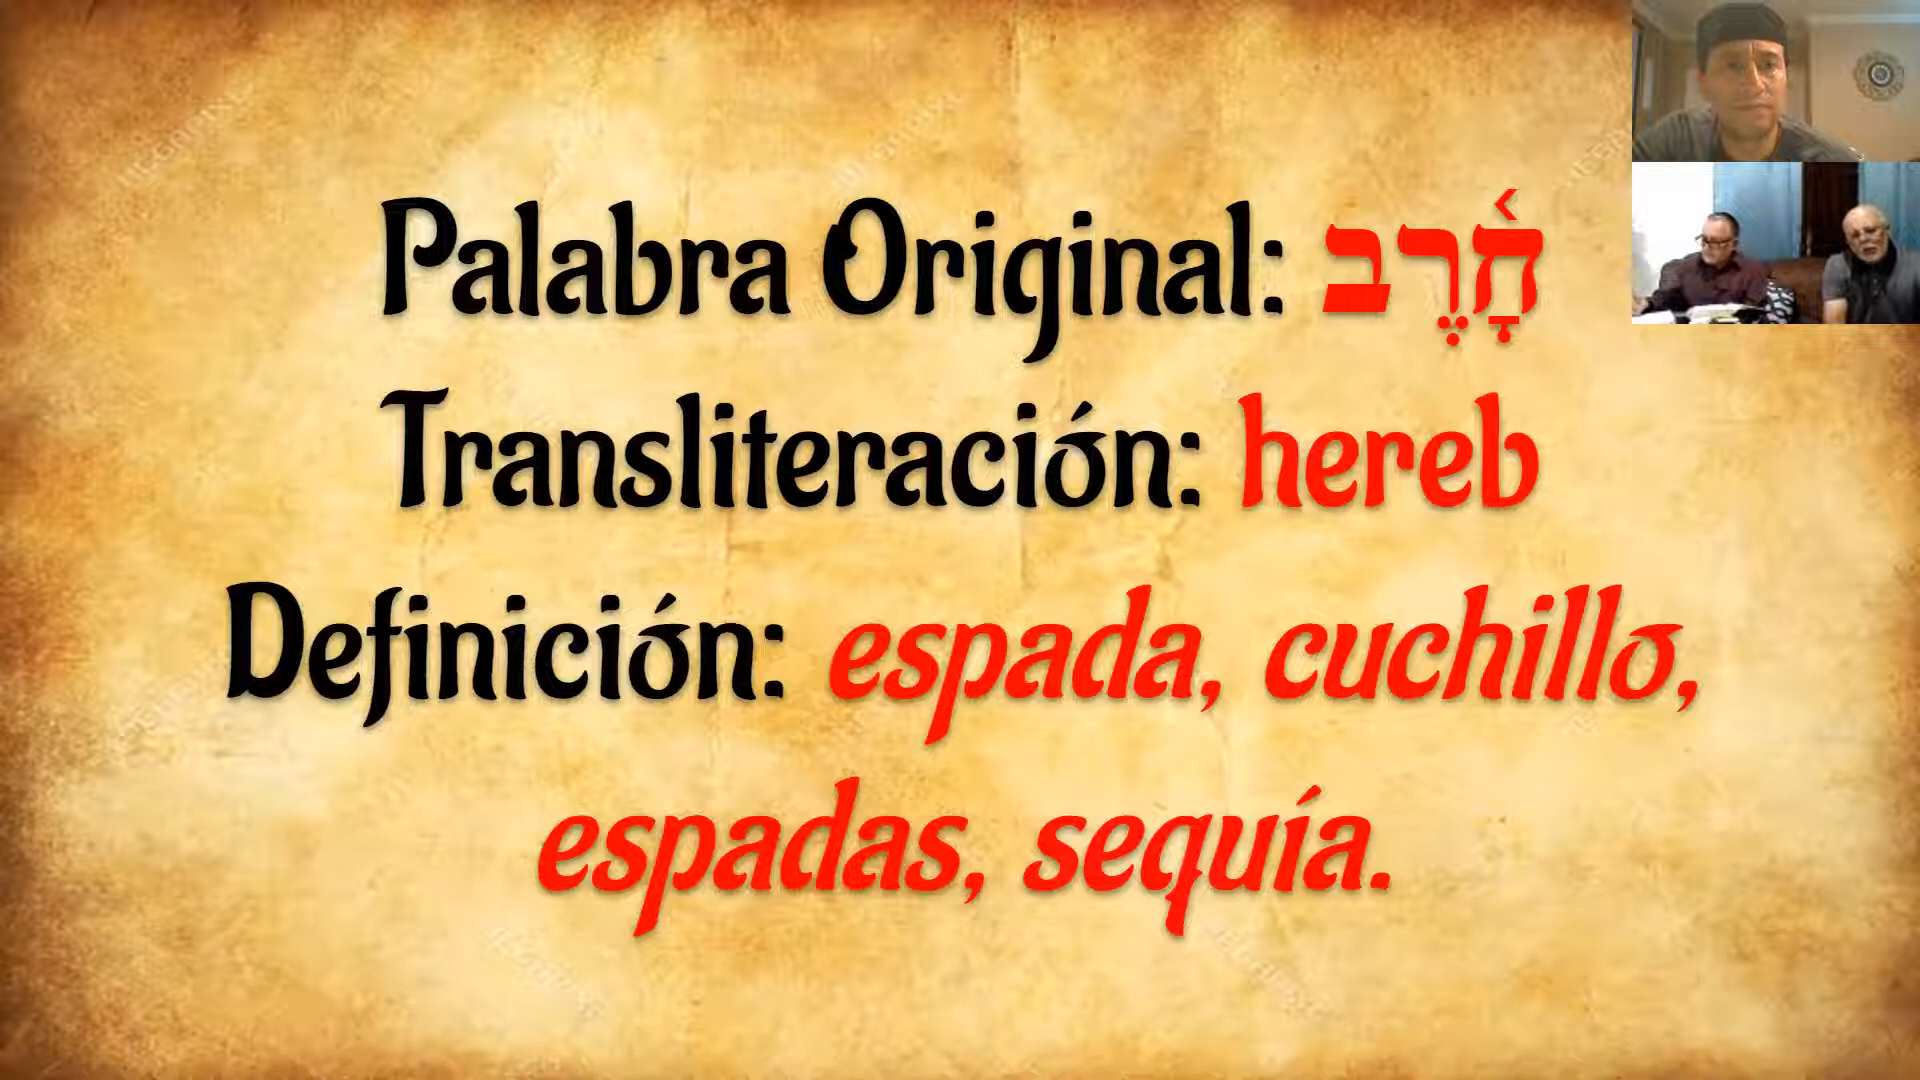 Palabra Original: חָ֫רֶב
Transliteración: hereb
Definición: espada, cuchillo,
espadas, sequía.